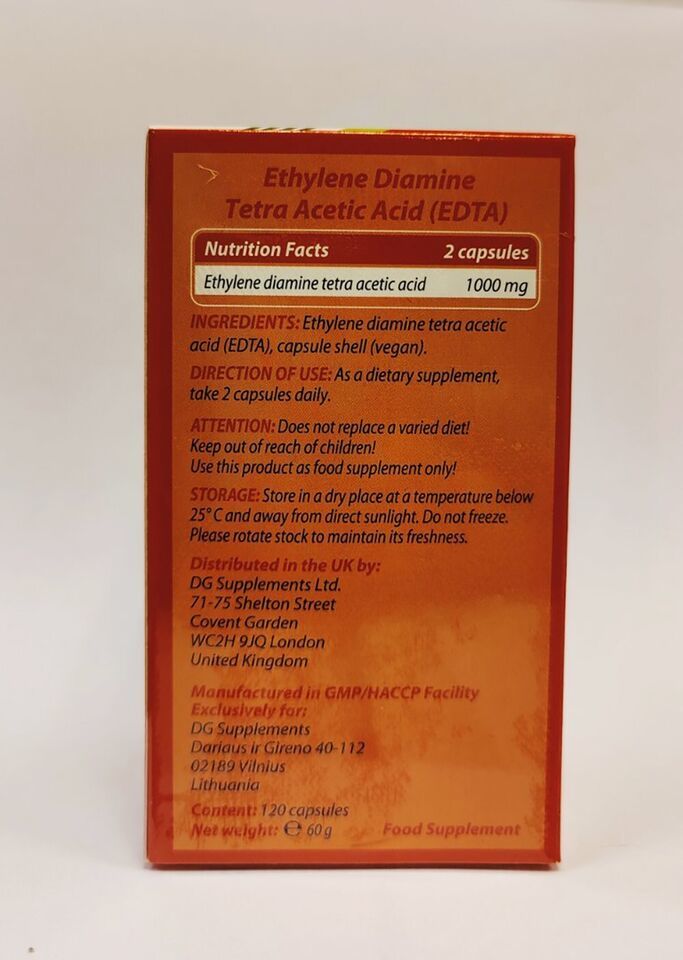 Ethylene Diamine
Tetra Acetic Acid (EDTA)
Nutrition Facts 2 capsules
Ethylene diamine tetra acetic acid 1000 mg
INGREDIENTS: Ethylene diamine tetra acetic
acid (EDTA), capsule shell (vegan).
DIRECTION OF USE: As a dietary supplement,
take 2 capsules daily.
ATTENTION: Does not replace a varied diet!
Keep out of reach of children!
Use this product as food supplement only!
STORAGE: Store in a dry place at a temperature below
25° C and away from direct sunlight. Do not freeze.
Please rotate stock to maintain its freshness.
Distributed in the UK by:
DG Supplements Ltd.
71-75 Shelton Street
Covent Garden
WC2H 9JQ London
United Kingdom
Manufactured in GMP/HACCP Facility
Exclusively for:
DG Supplements
Dariaus ir Gireno 40-112
02189 Vilnius
Lithuania
Content: 120 capsules
Net weight: ℮ 60 g Food Supplement